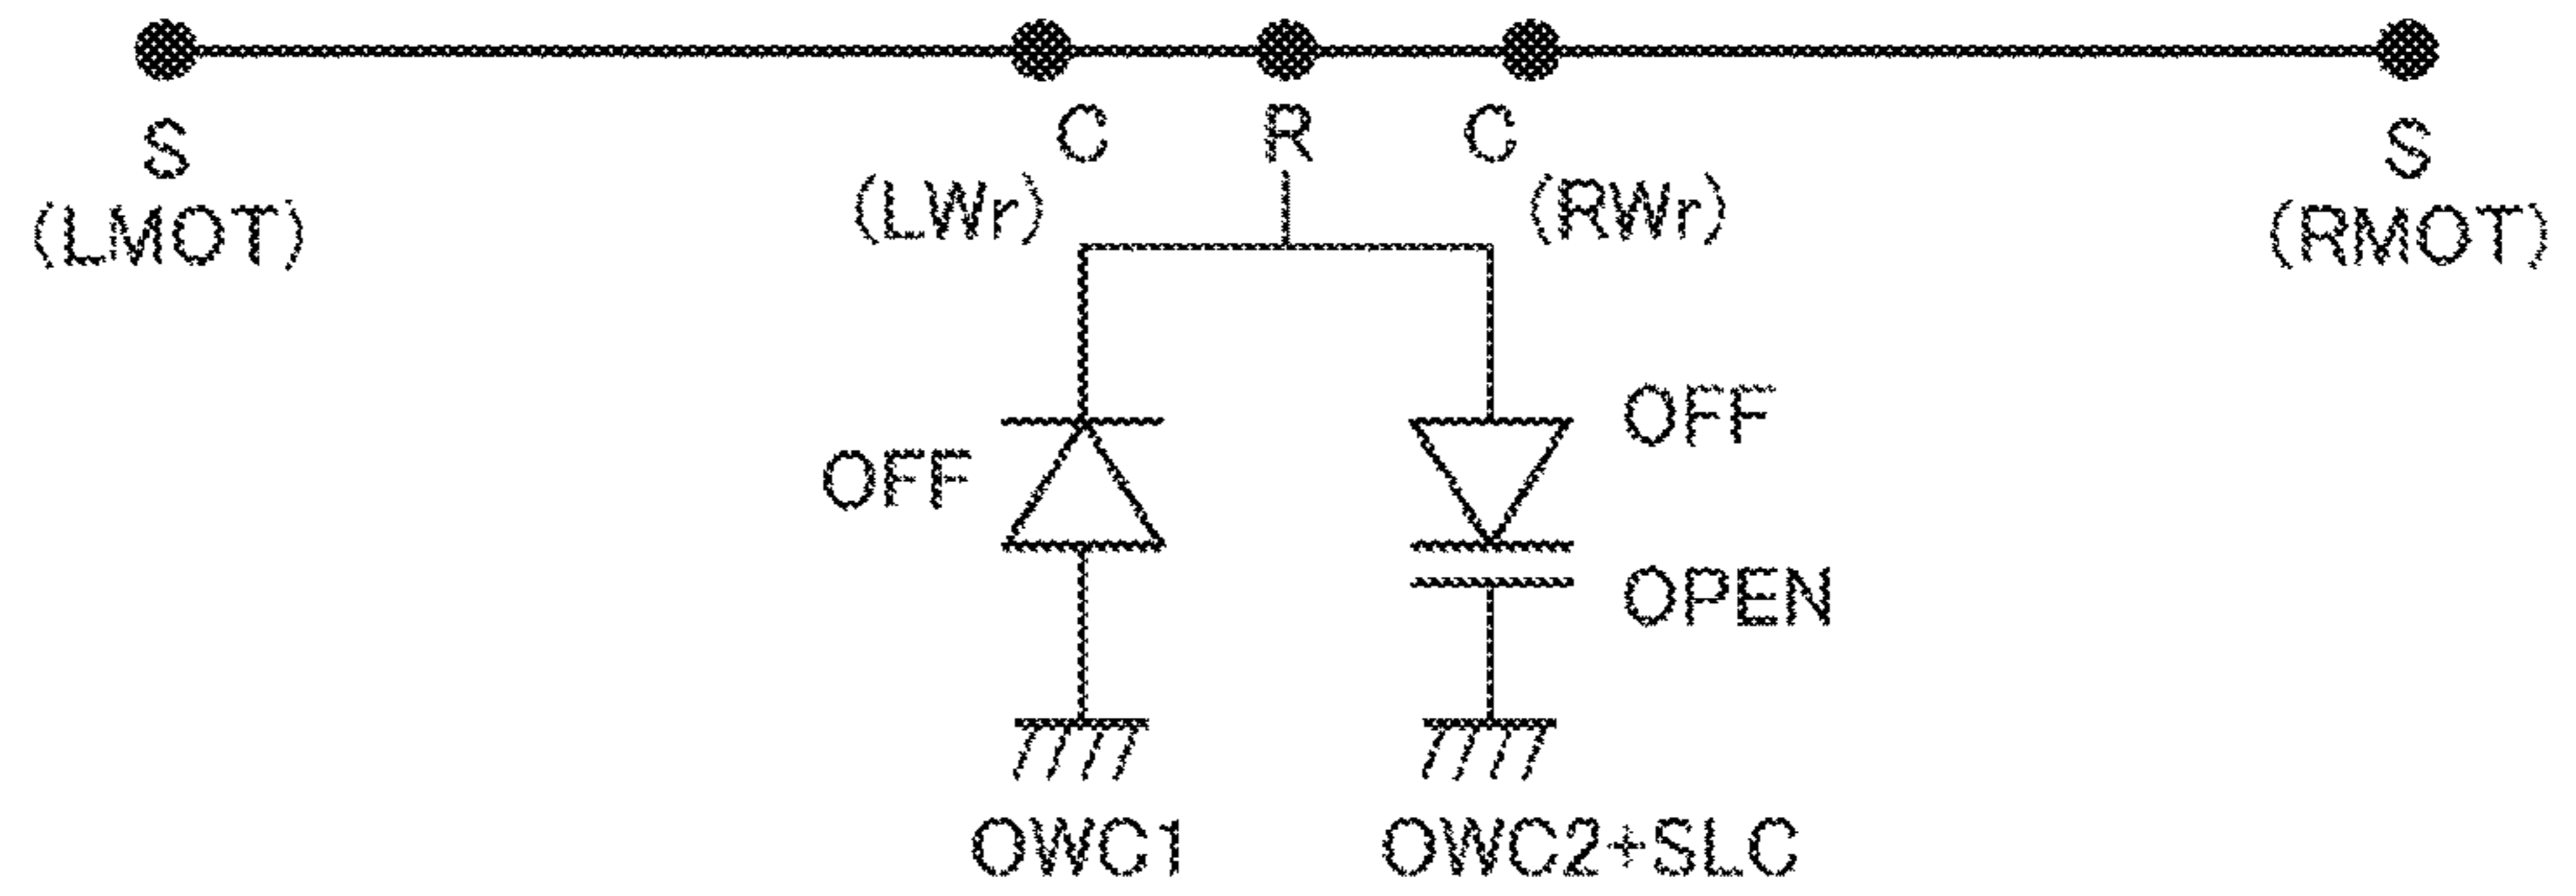 S C R C S
(LMOT) (LWr) (RWr) (RMOT)
OFF OFF
OPEN
OWC1 OWC2+SLC